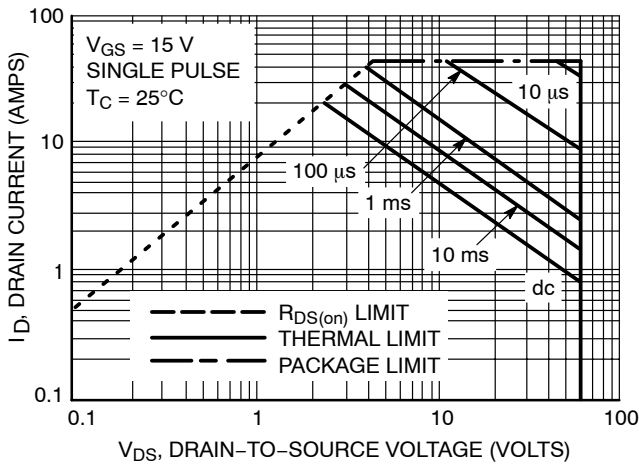 100
10
1
0.1
I_D, DRAIN CURRENT (AMPS)
V_GS = 15 V
SINGLE PULSE
T_C = 25°C
10 µs
100 µs
1 ms
10 ms
dc
R_DS(on) LIMIT
THERMAL LIMIT
PACKAGE LIMIT
0.1 1 10 100
V_DS, DRAIN−TO−SOURCE VOLTAGE (VOLTS)